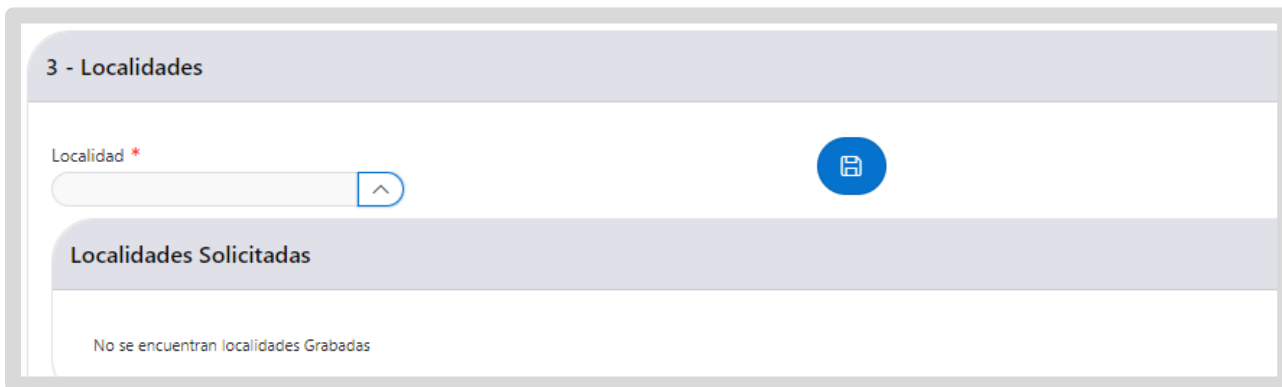 3 - Localidades
Localidad *
Localidades Solicitadas
No se encuentran localidades Grabadas